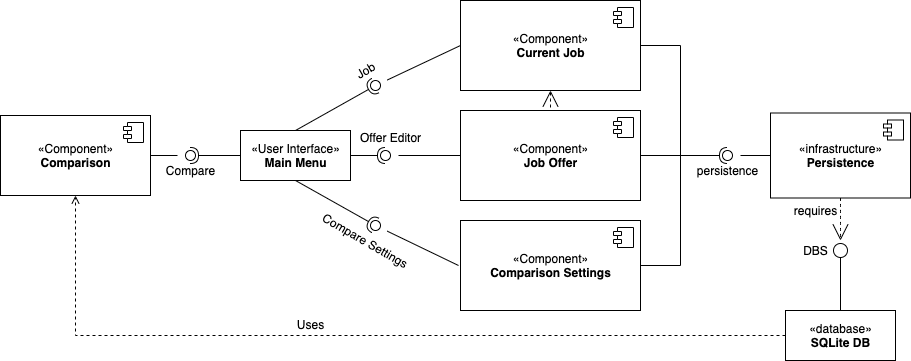 «Component»
Current Job
Job
«Component»
Comparison
Compare
«User Interface»
Main Menu
Offer Editor
«Component»
Job Offer
persistence
«infrastructure»
Persistence
requires
Compare Settings
«Component»
Comparison Settings
DBS
Uses
«database»
SQLite DB